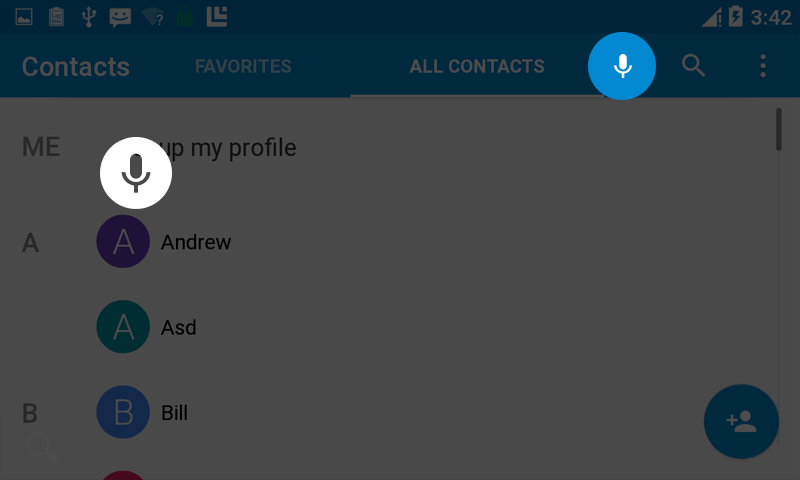 3:42
Contacts FAVORITES ALL CONTACTS
ME up my profile
A A Andrew
A Asd
B B Bill